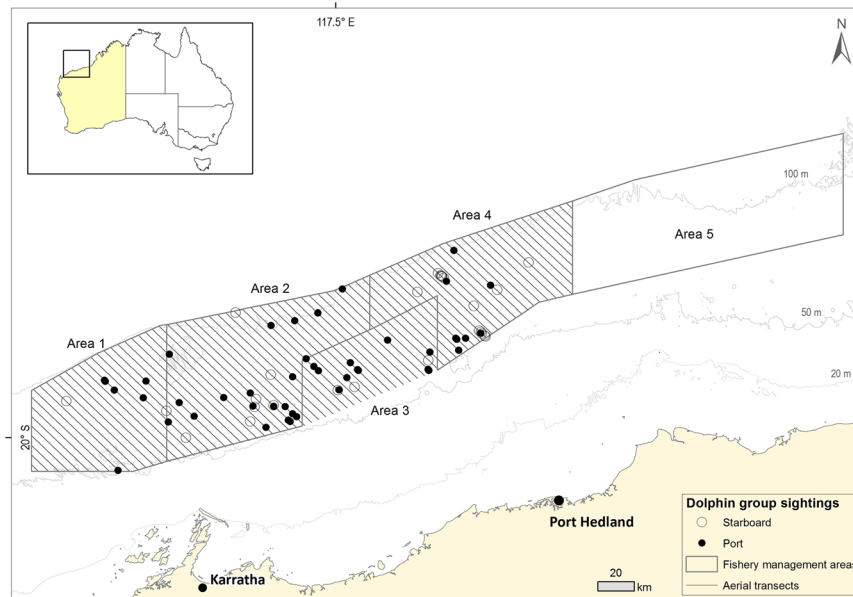 117.5° E
N
100 m
Area 4
Area 5
Area 2
50 m
Area 1
20 m
Area 3
20° S
Dolphin group sightings
Starboard
Port
Fishery management areas
Aerial transects
Port Hedland
Karratha
20
km